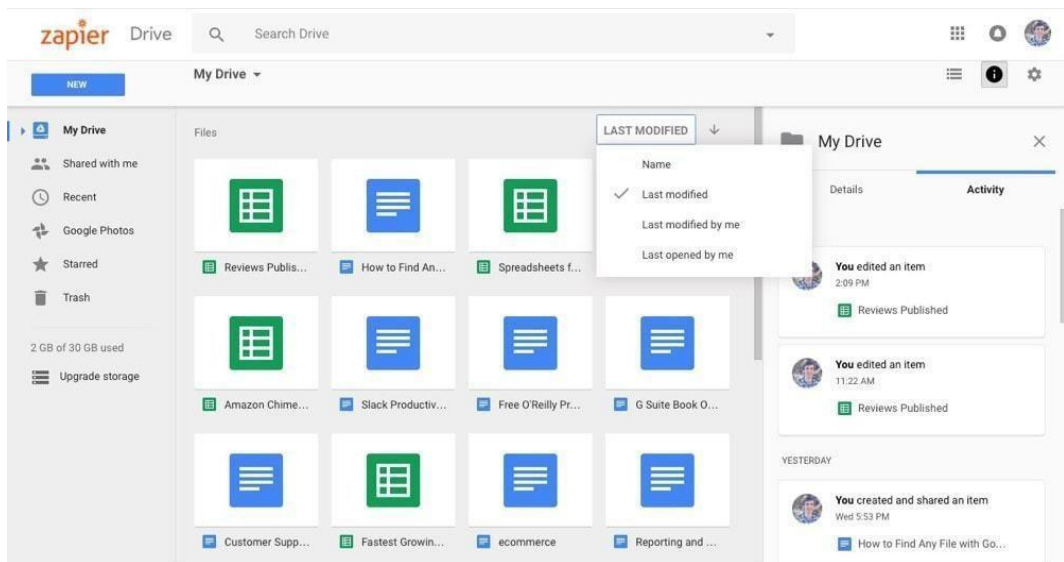 zapier Drive
Search Drive
NEW
My Drive
My Drive
Shared with me
Recent
Google Photos
Starred
Trash
2 GB of 30 GB used
Upgrade storage
Files
LAST MODIFIED
Name
Last modified
Last modified by me
Last opened by me
Reviews Publis...
How to Find An...
Spreadsheets f...
Amazon Chime...
Slack Productiv...
Free O'Reilly Pr...
G Suite Book O...
Customer Supp...
Fastest Growin...
ecommerce
Reporting and ...
My Drive
Details
Activity
You edited an item
2:09 PM
Reviews Published
You edited an item
11:22 AM
Reviews Published
YESTERDAY
You created and shared an item
Wed 5:53 PM
How to Find Any File with Go...